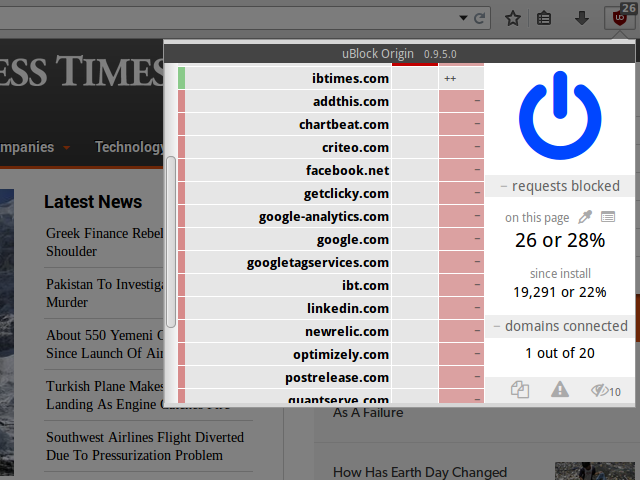 26
uBlock Origin 0.9.5.0
ESS TIMES
mpanies
Technology
ibtimes.com ++
addthis.com –
chartbeat.com –
criteo.com –
facebook.net –
getclicky.com –
google-analytics.com –
google.com –
googletagservices.com –
ibt.com –
linkedin.com –
newrelic.com –
optimizely.com –
postrelease.com –
quantserve.com –
– requests blocked
on this page
26 or 28%
since install
19,291 or 22%
– domains connected
1 out of 20
10
Latest News
Greek Finance Rebel
Shoulder
Pakistan To Investiga
Murder
About 550 Yemeni C
Since Launch Of Air
Turkish Plane Makes
Landing As Engine Catches Fire
Southwest Airlines Flight Diverted
Due To Pressurization Problem
As A Failure
How Has Earth Day Changed